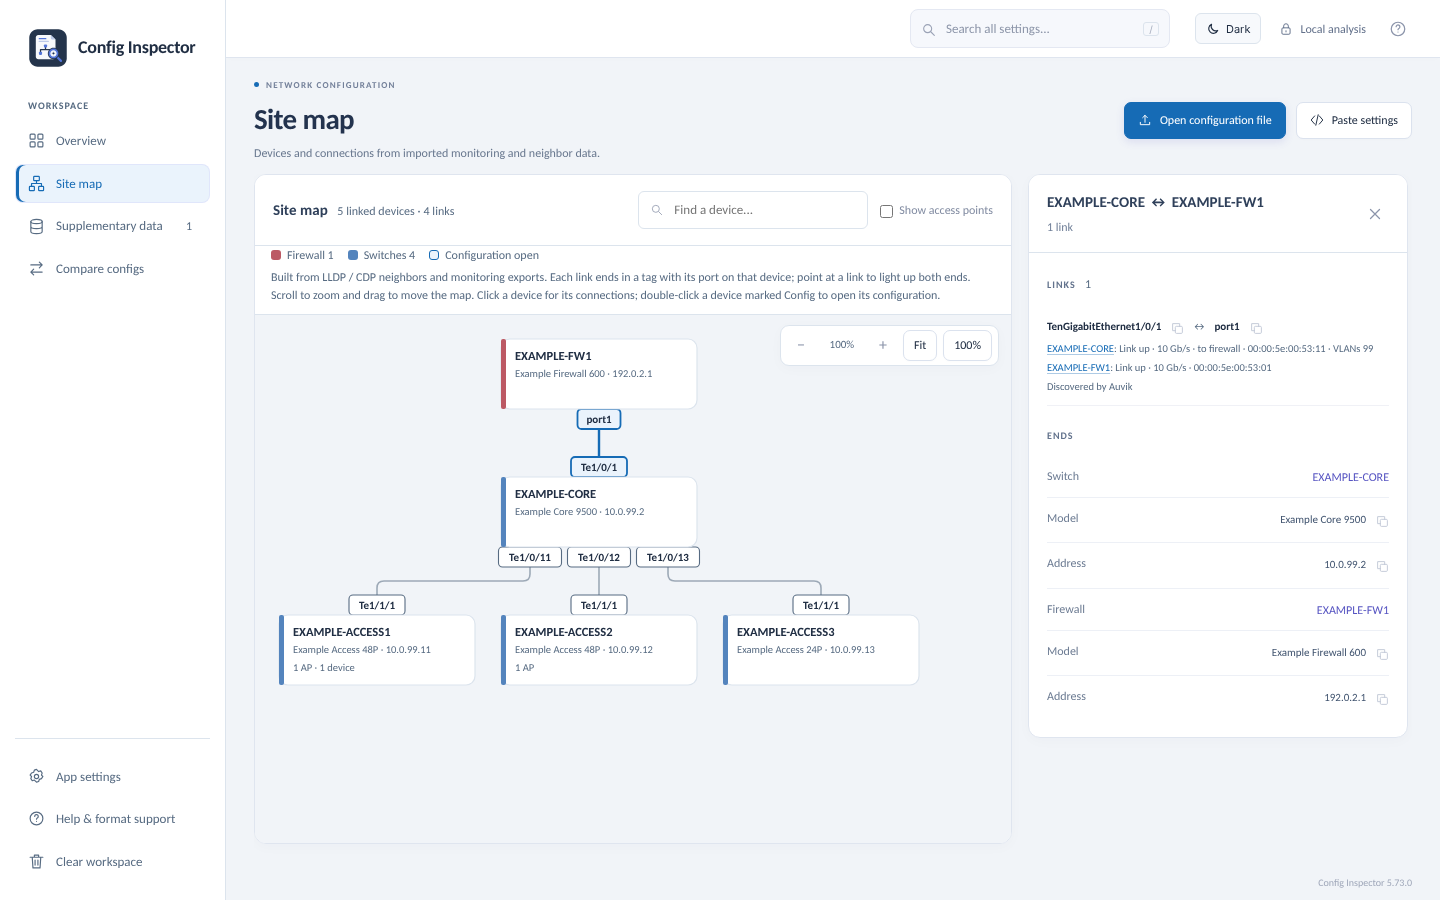 Config Inspector
WORKSPACE
Overview
Site map
Supplementary data 1
Compare configs
App settings
Help & format support
Clear workspace
Search all settings... /
Dark
Local analysis
NETWORK CONFIGURATION
Site map
Devices and connections from imported monitoring and neighbor data.
Open configuration file
Paste settings
Site map 5 linked devices · 4 links
Find a device...
Show access points
Firewall 1 Switches 4 Configuration open
Built from LLDP / CDP neighbors and monitoring exports. Each link ends in a tag with its port on that device; point at a link to light up both ends.
Scroll to zoom and drag to move the map. Click a device for its connections; double-click a device marked Config to open its configuration.
− 100% + Fit 100%
EXAMPLE-FW1
Example Firewall 600 · 192.0.2.1
port1
Te1/0/1
EXAMPLE-CORE
Example Core 9500 · 10.0.99.2
Te1/0/11 Te1/0/12 Te1/0/13
Te1/1/1 Te1/1/1 Te1/1/1
EXAMPLE-ACCESS1
Example Access 48P · 10.0.99.11
1 AP · 1 device
EXAMPLE-ACCESS2
Example Access 48P · 10.0.99.12
1 AP
EXAMPLE-ACCESS3
Example Access 24P · 10.0.99.13
EXAMPLE-CORE ↔ EXAMPLE-FW1
1 link
LINKS 1
TenGigabitEthernet1/0/1 ↔ port1
EXAMPLE-CORE: Link up · 10 Gb/s · to firewall · 00:00:5e:00:53:11 · VLANs 99
EXAMPLE-FW1: Link up · 10 Gb/s · 00:00:5e:00:53:01
Discovered by Auvik
ENDS
Switch EXAMPLE-CORE
Model Example Core 9500
Address 10.0.99.2
Firewall EXAMPLE-FW1
Model Example Firewall 600
Address 192.0.2.1
Config Inspector 5.73.0